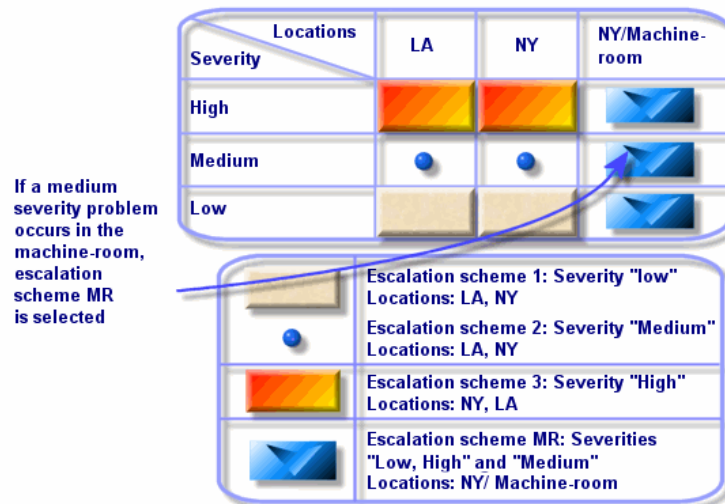 Locations
Severity
LA
NY
NY/Machine-
room
High
Medium
Low
If a medium
severity problem
occurs in the
machine-room,
escalation
scheme MR
is selected
Escalation scheme 1: Severity "low"
Locations: LA, NY
Escalation scheme 2: Severity "Medium"
Locations: LA, NY
Escalation scheme 3: Severity "High"
Locations: NY, LA
Escalation scheme MR: Severities
"Low, High" and "Medium"
Locations: NY/ Machine-room